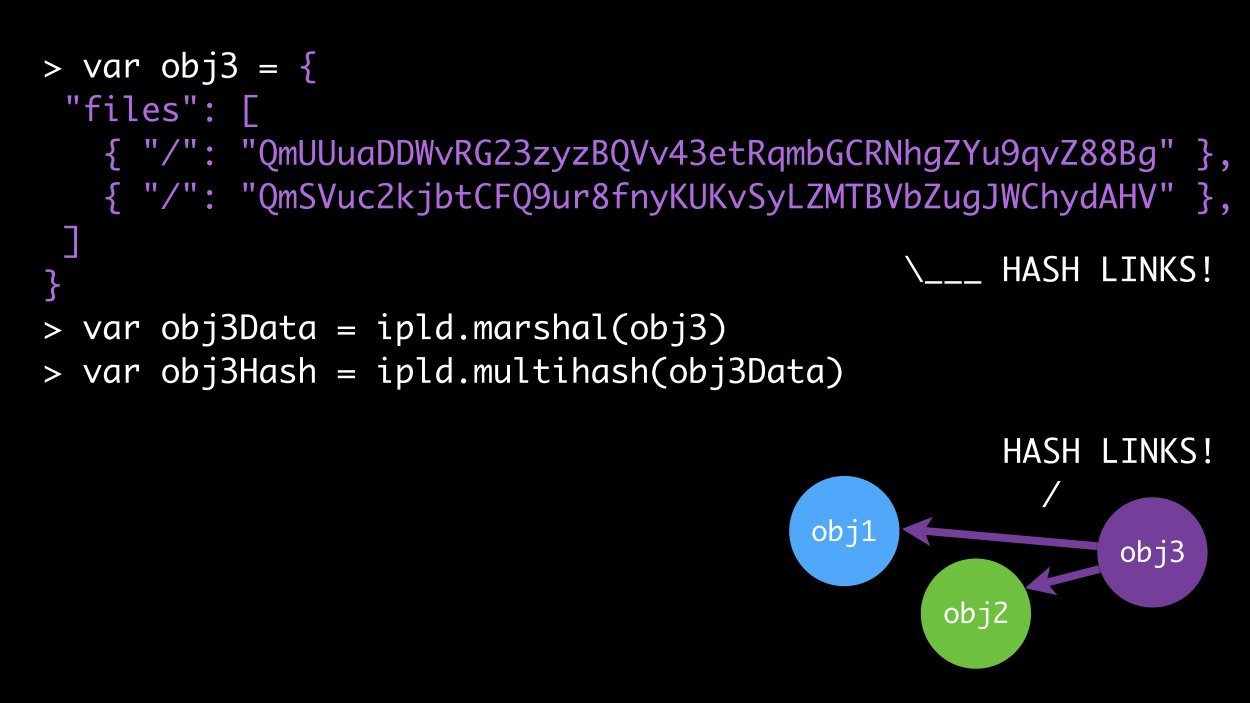 > var obj3 = {
"files": [
{ "/": "QmUUuaDDWvRG23zyzBQVv43etRqmbGCRNhgZYu9qvZ88Bg" },
{ "/": "QmSVuc2kjbtCFQ9ur8fnyKUKvSyLZMTBVbZugJWChydAHV" },
]
\___ HASH LINKS!
}
> var obj3Data = ipld.marshal(obj3)
> var obj3Hash = ipld.multihash(obj3Data)
HASH LINKS!
/
obj1
obj3
obj2